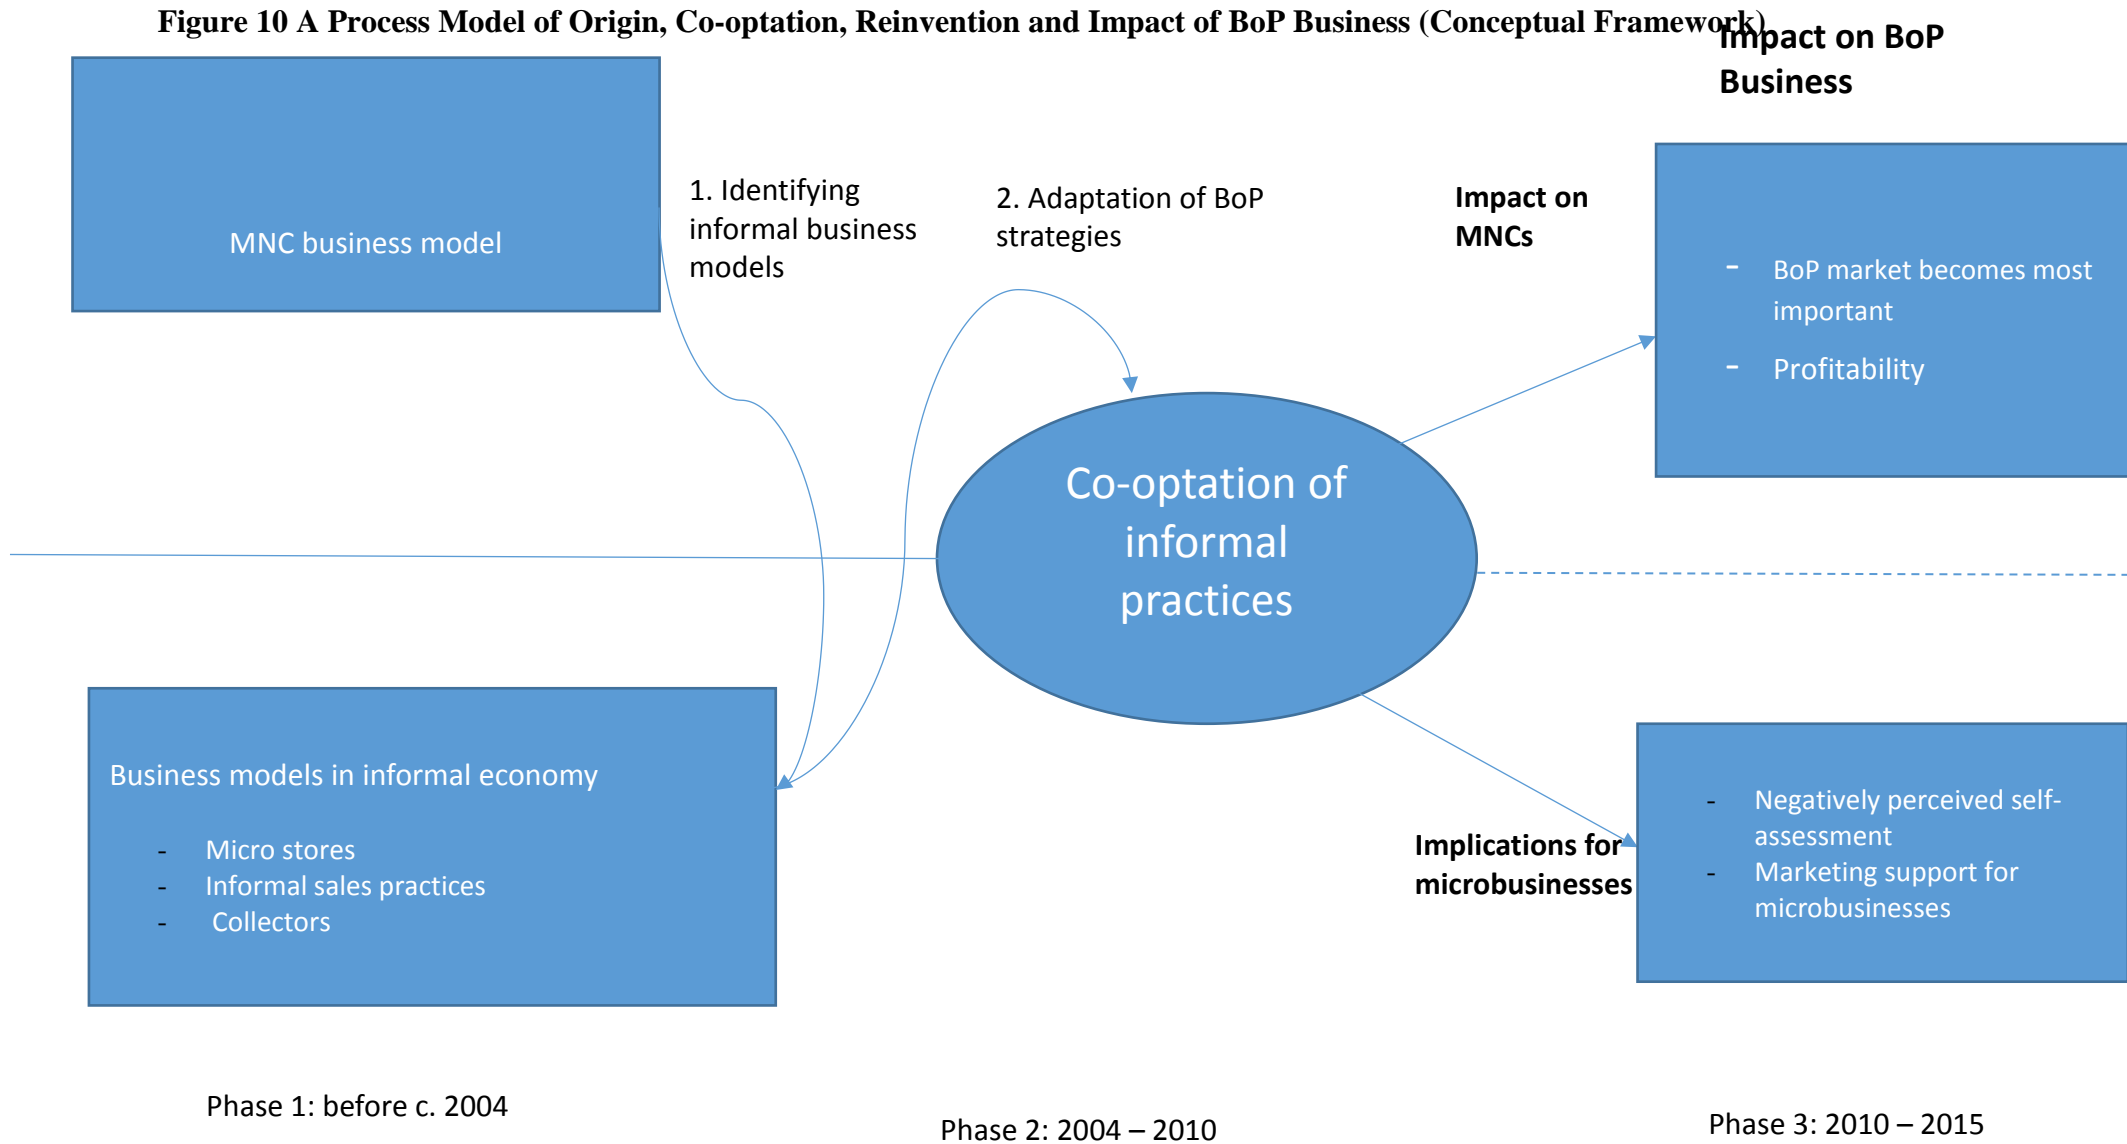 Figure 10 A Process Model of Origin, Co-optation, Reinvention and Impact of BoP Business (Conceptual Framework)
Impact on BoP
Business
MNC business model
1. Identifying
informal business
models
2. Adaptation of BoP
strategies
Impact on
MNCs
- BoP market becomes most
important
- Profitability
Co-optation of
informal
practices
Business models in informal economy
- Micro stores
- Informal sales practices
- Collectors
Implications for
microbusinesses
- Negatively perceived self-
assessment
- Marketing support for
microbusinesses
Phase 1: before c. 2004
Phase 2: 2004 – 2010
Phase 3: 2010 – 2015